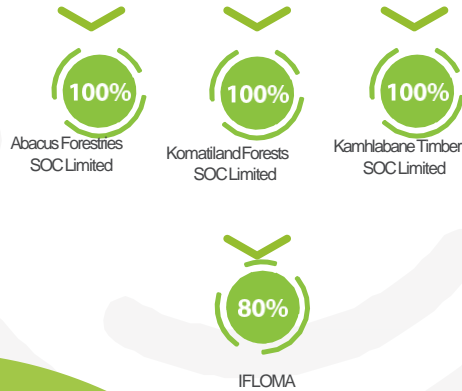 100%
100%
100%
Abacus Forestries
SOC Limited
Komatiland Forests
SOC Limited
Kamhlabane Timber
SOC Limited
80%
IFLOMA